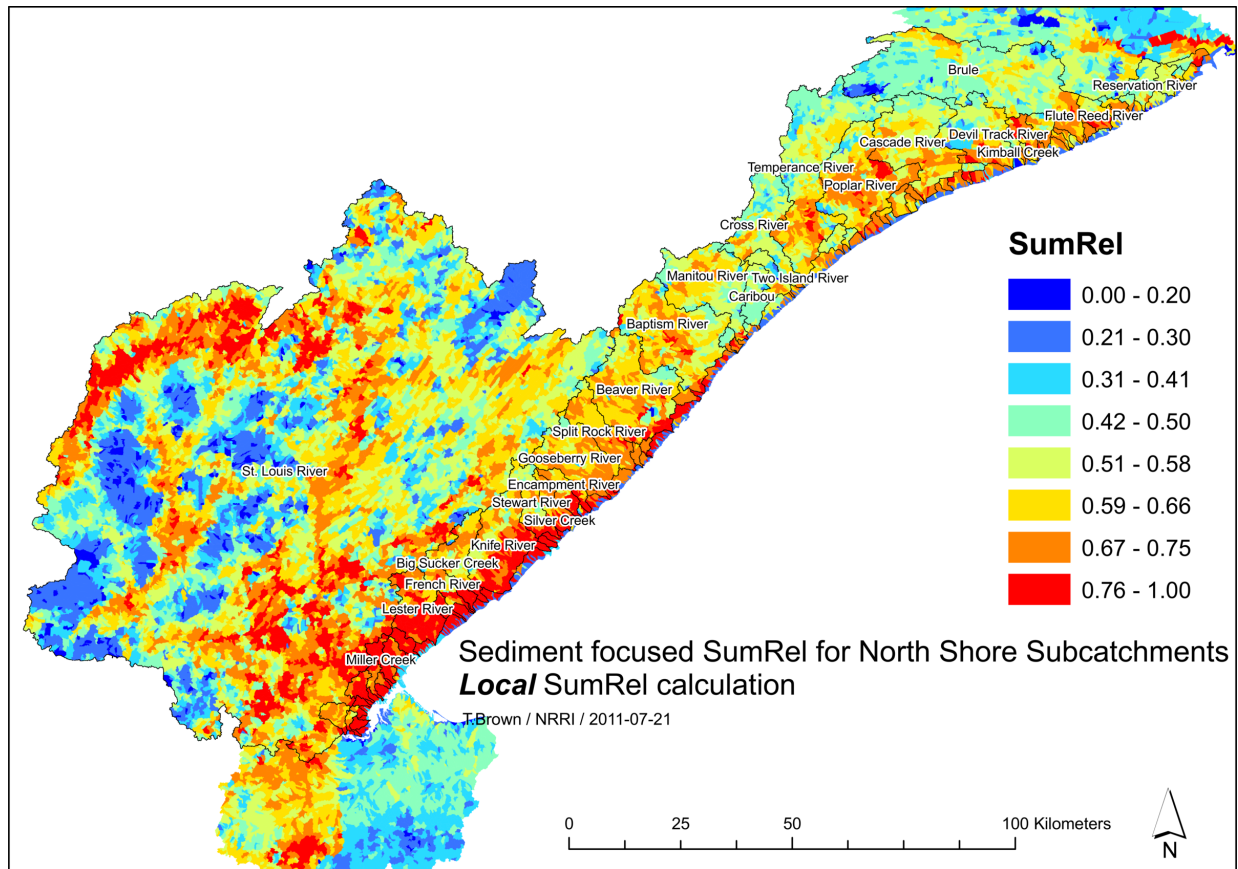 Brule
Reservation River
Flute Reed River
Devil Track River
Cascade River
Kimball Creek
Temperance River
Poplar River
Cross River
Manitou River
Two Island River
Caribou
Baptism River
Beaver River
Split Rock River
Gooseberry River
St. Louis River
Encampment River
Stewart River
Silver Creek
Knife River
Big Sucker Creek
French River
Lester River
Miller Creek
SumRel
0.00 - 0.20
0.21 - 0.30
0.31 - 0.41
0.42 - 0.50
0.51 - 0.58
0.59 - 0.66
0.67 - 0.75
0.76 - 1.00
Sediment focused SumRel for North Shore Subcatchments
Local SumRel calculation
T.Brown / NRRI / 2011-07-21
0 25 50 100 Kilometers
N